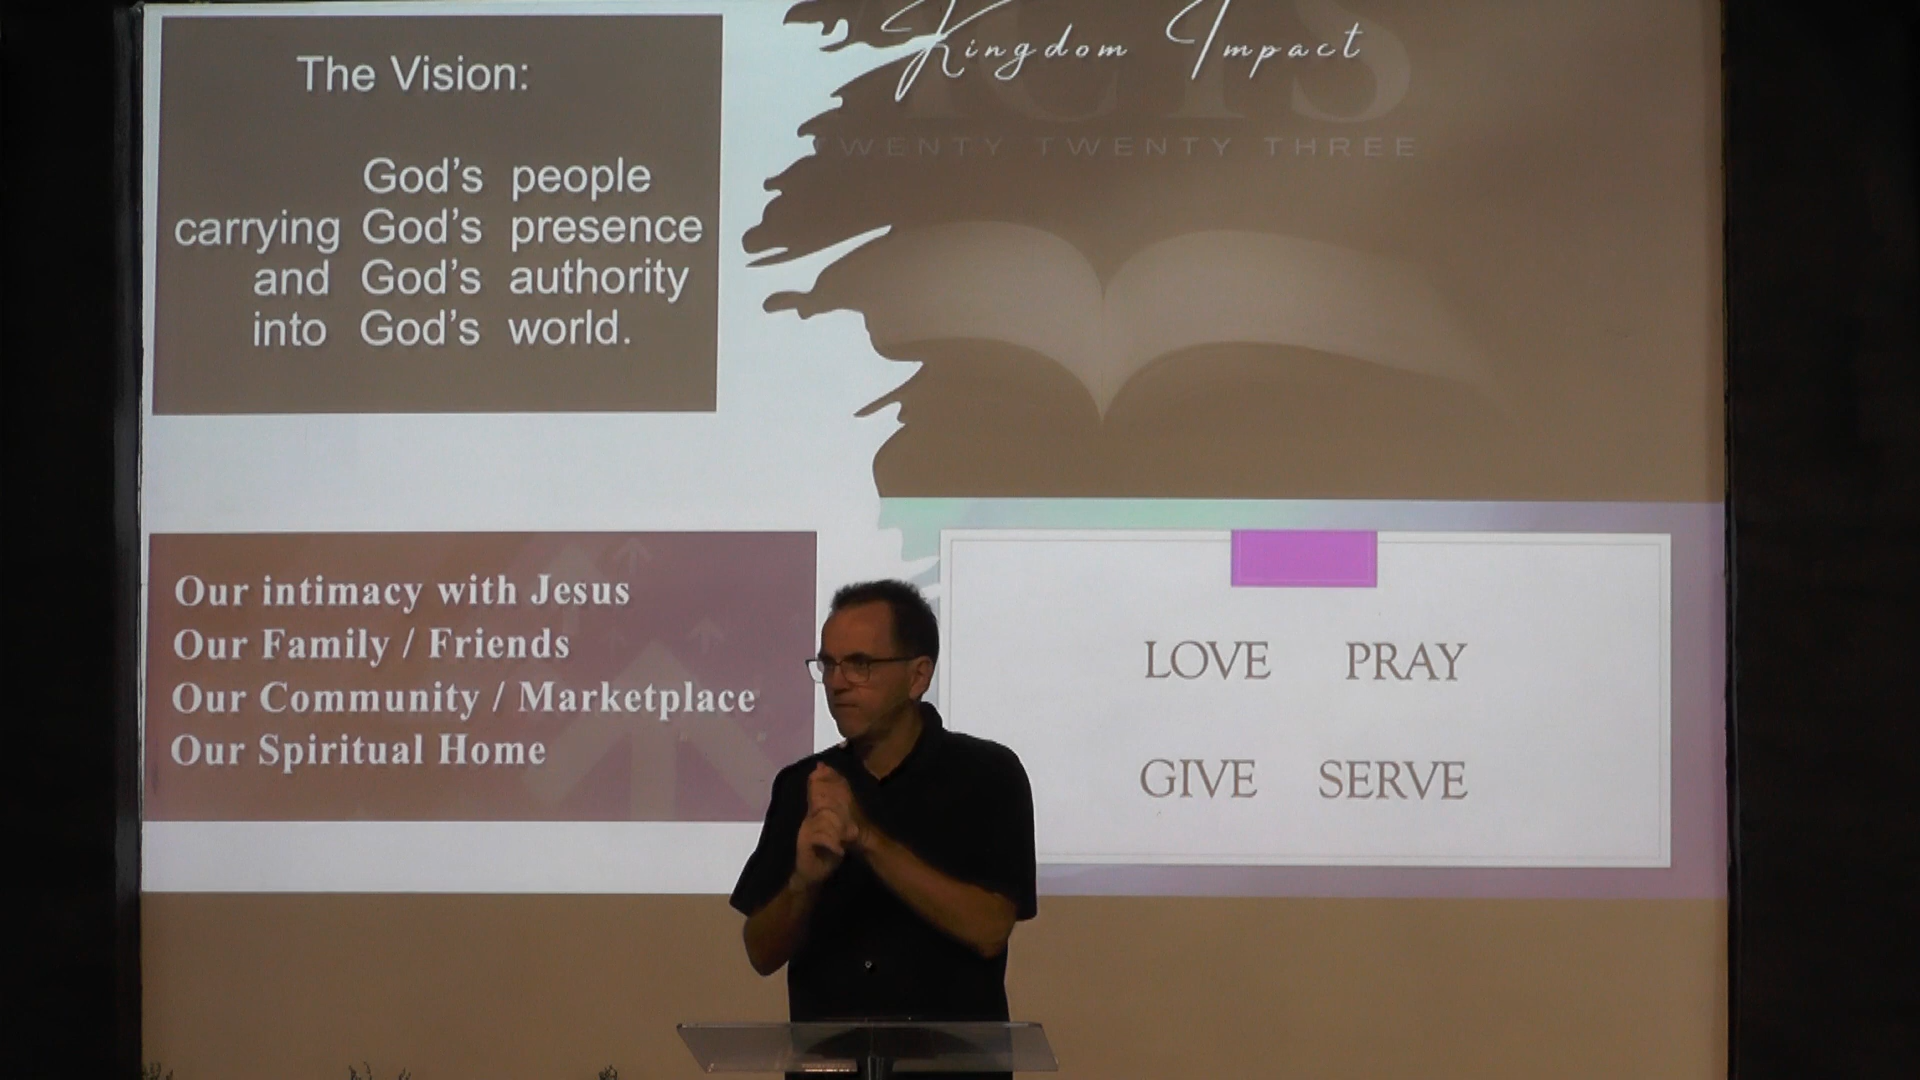 The Vision:
God's people
carrying God's presence
and God's authority
into God's world.
Kingdom Impact
ACTS
TWENTY TWENTY THREE
Our intimacy with Jesus
Our Family / Friends
Our Community / Marketplace
Our Spiritual Home
LOVE PRAY
GIVE SERVE